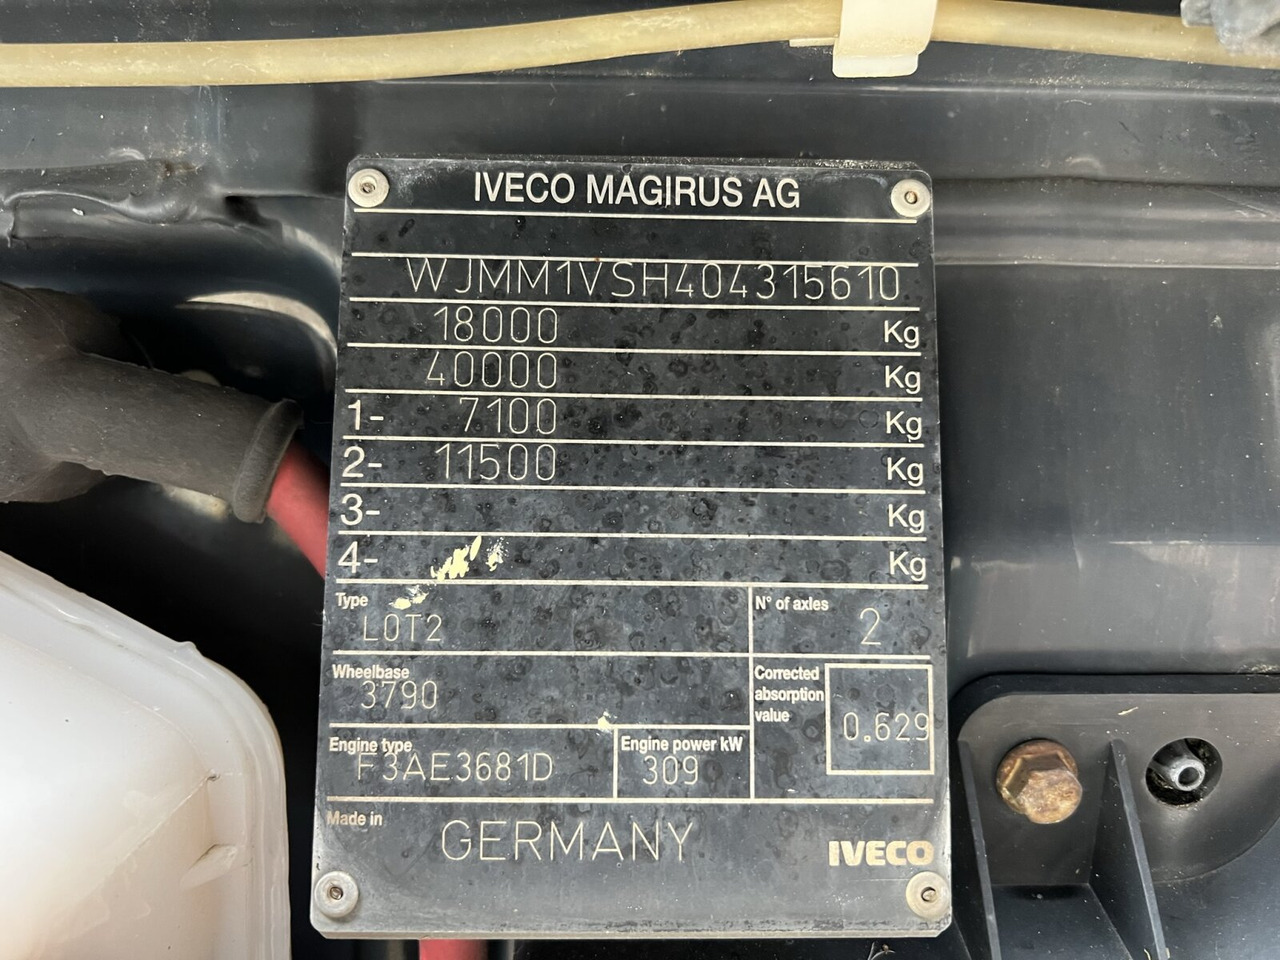 IVECO MAGIRUS AG
WJMM1VSH404315610
18000 Kg
40000 Kg
1- 7100 Kg
2- 11500 Kg
3- Kg
4- Kg
Type N° of axles
L0T2 2
Wheelbase Corrected absorption value
3790 0.629
Engine type Engine power kW
F3AE3681D 309
Made in GERMANY IVECO